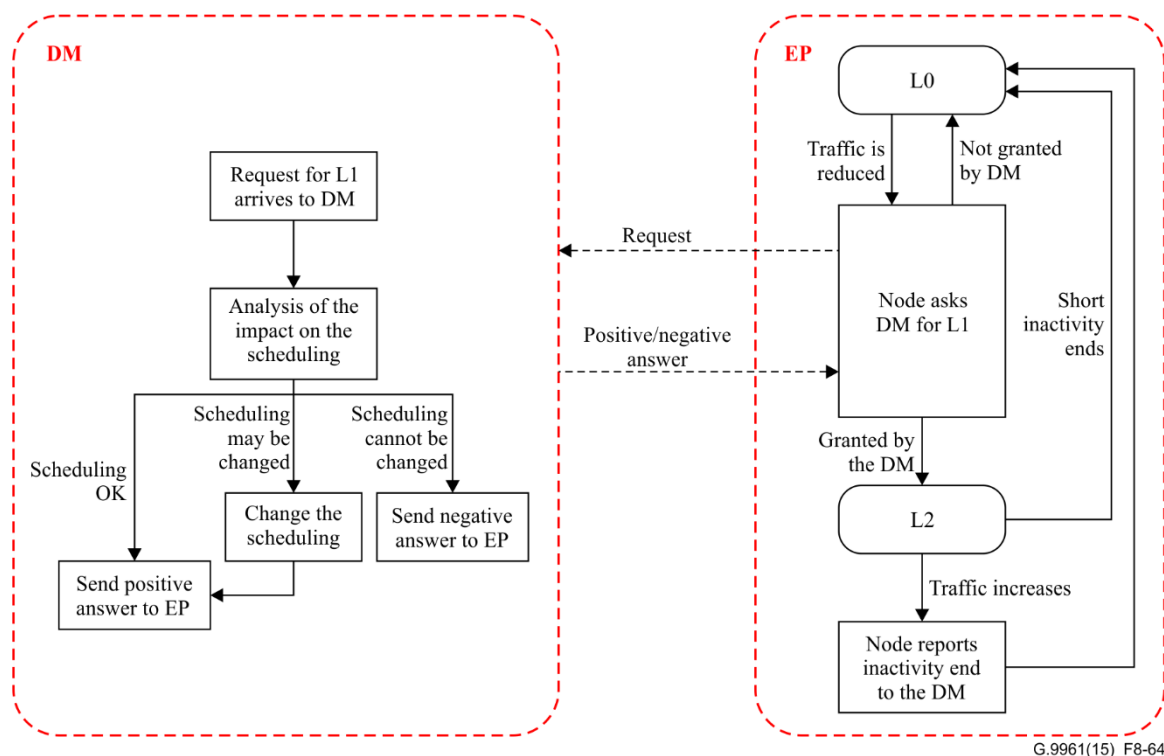 DM
Request for L1
arrives to DM
Analysis of the
impact on the
scheduling
Scheduling
OK
Scheduling
may be
changed
Scheduling
cannot be
changed
Change the
scheduling
Send negative
answer to EP
Send positive
answer to EP
Request
Positive/negative
answer
EP
L0
Traffic is
reduced
Not granted
by DM
Node asks
DM for L1
Short
inactivity
ends
Granted by
the DM
L2
Traffic increases
Node reports
inactivity end
to the DM
G.9961(15)_F8-64